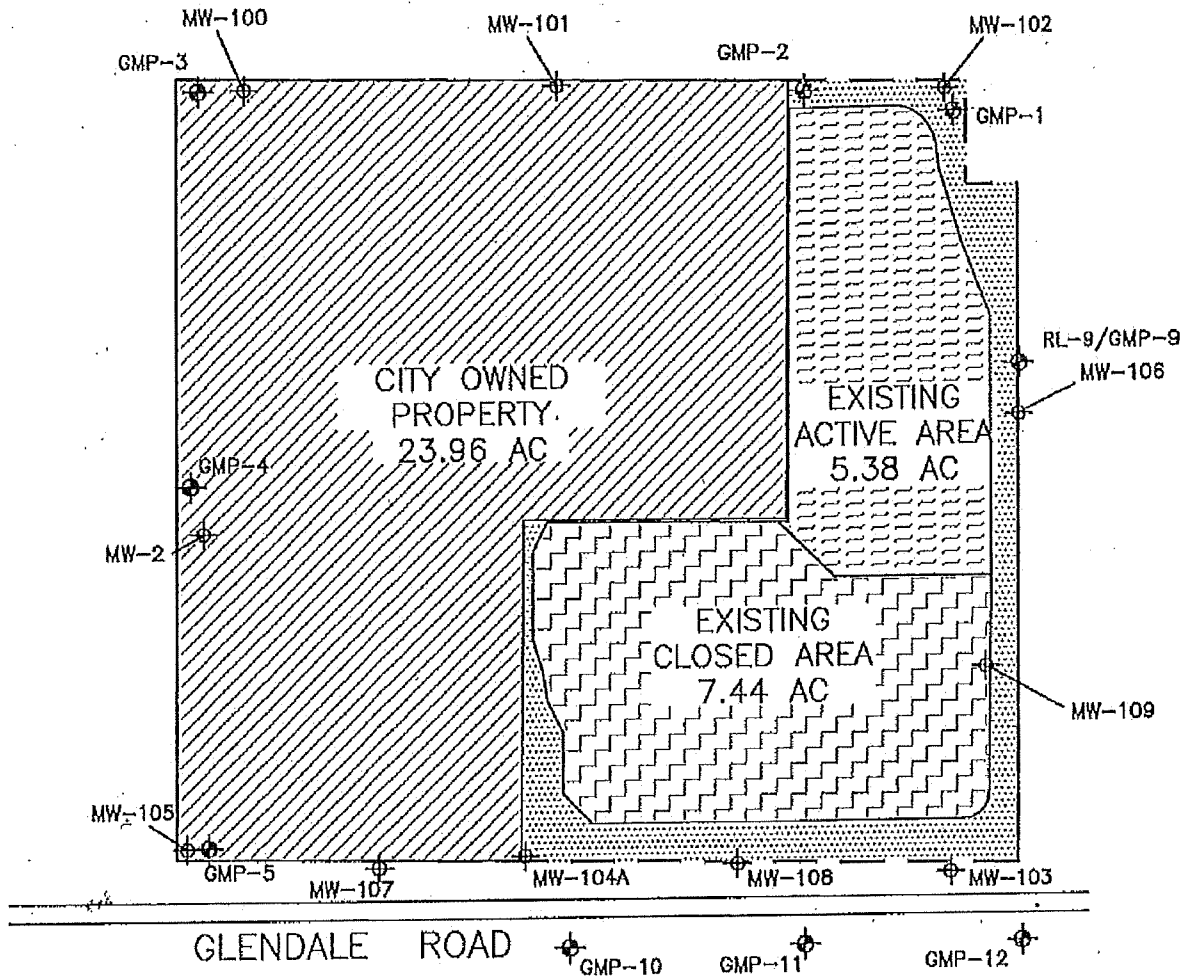 MW-100
MW-101
GMP-2
MW-102
GMP-3
GMP-1
RL-9/GMP-9
MW-106
CITY OWNED
PROPERTY
23.96 AC
EXISTING
ACTIVE AREA
5.38 AC
GMP-4
MW-2
EXISTING
CLOSED AREA
7.44 AC
MW-109
MW-105
GMP-5
MW-107
MW-104A
MW-108
MW-103
GLENDALE ROAD
GMP-10
GMP-11
GMP-12